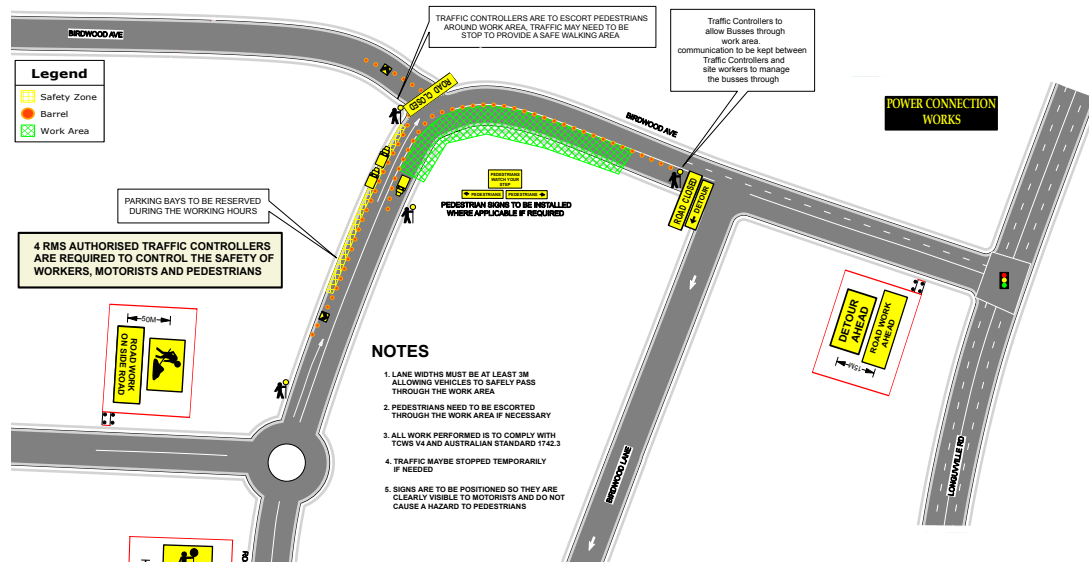 TRAFFIC CONTROLLERS ARE TO ESCORT PEDESTRIANS
AROUND WORK AREA, TRAFFIC MAY NEED TO BE
STOP TO PROVIDE A SAFE WALKING AREA
Traffic Controllers to
allow Busses through
work area.
communication to be kept between
Traffic Controllers and
site workers to manage
the busses through
BIRDWOOD AVE
Legend
Safety Zone
Barrel
Work Area
ROAD CLOSED
BIRDWOOD AVE
POWER CONNECTION
WORKS
PEDESTRIANS
WATCH YOUR
STEP
PEDESTRIANS
PEDESTRIANS
PEDESTRIAN SIGNS TO BE INSTALLED
WHERE APPLICABLE IF REQUIRED
ROAD CLOSED
DETOUR
PARKING BAYS TO BE RESERVED
DURING THE WORKING HOURS
4 RMS AUTHORISED TRAFFIC CONTROLLERS
ARE REQUIRED TO CONTROL THE SAFETY OF
WORKERS, MOTORISTS AND PEDESTRIANS
50M
ROAD WORK
ON SIDE ROAD
DETOUR
AHEAD
ROAD WORK
AHEAD
15M
NOTES
1. LANE WIDTHS MUST BE AT LEAST 3M
ALLOWING VEHICLES TO SAFELY PASS
THROUGH THE WORK AREA
2. PEDESTRIANS NEED TO BE ESCORTED
THROUGH THE WORK AREA IF NECESSARY
3. ALL WORK PERFORMED IS TO COMPLY WITH
TCWS V4 AND AUSTRALIAN STANDARD 1742.3
4. TRAFFIC MAYBE STOPPED TEMPORARILY
IF NEEDED
5. SIGNS ARE TO BE POSITIONED SO THEY ARE
CLEARLY VISIBLE TO MOTORISTS AND DO NOT
CAUSE A HAZARD TO PEDESTRIANS
BIRDWOOD LANE
LONGUVILLE RD